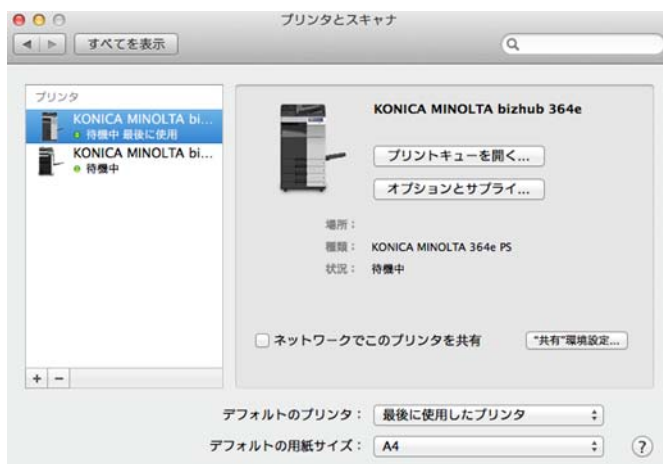 プリンタとスキャナ
すべてを表示
プリンタ
KONICA MINOLTA bi...
待機中 最後に使用
KONICA MINOLTA bi...
待機中
KONICA MINOLTA bizhub 364e
プリントキューを開く...
オプションとサプライ...
場所：
種類： KONICA MINOLTA 364e PS
状況： 待機中
ネットワークでこのプリンタを共有
"共有"環境設定...
+ −
デフォルトのプリンタ： 最後に使用したプリンタ
デフォルトの用紙サイズ： A4
?